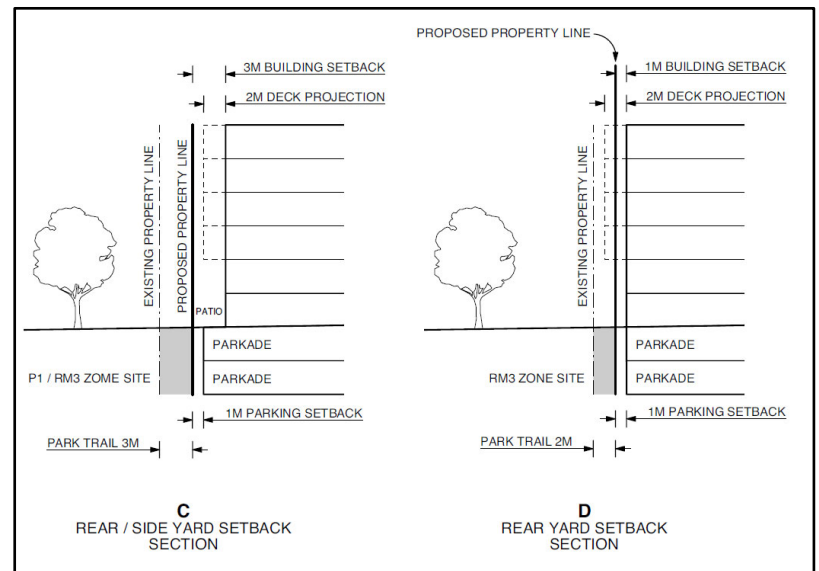 3M BUILDING SETBACK
2M DECK PROJECTION
EXISTING PROPERTY LINE
PROPOSED PROPERTY LINE
PATIO
PARKADE
P1 / RM3 ZOME SITE
PARKADE
1M PARKING SETBACK
PARK TRAIL 3M
C
REAR / SIDE YARD SETBACK
SECTION
PROPOSED PROPERTY LINE
1M BUILDING SETBACK
2M DECK PROJECTION
EXISTING PROPERTY LINE
PARKADE
RM3 ZONE SITE
PARKADE
1M PARKING SETBACK
PARK TRAIL 2M
D
REAR YARD SETBACK
SECTION